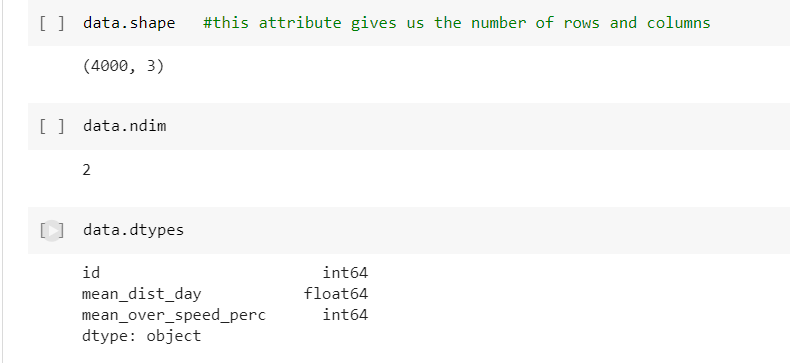 [ ] data.shape   #this attribute gives us the number of rows and columns
(4000, 3)
[ ] data.ndim
2
[ ] data.dtypes
id                         int64
mean_dist_day            float64
mean_over_speed_perc       int64
dtype: object